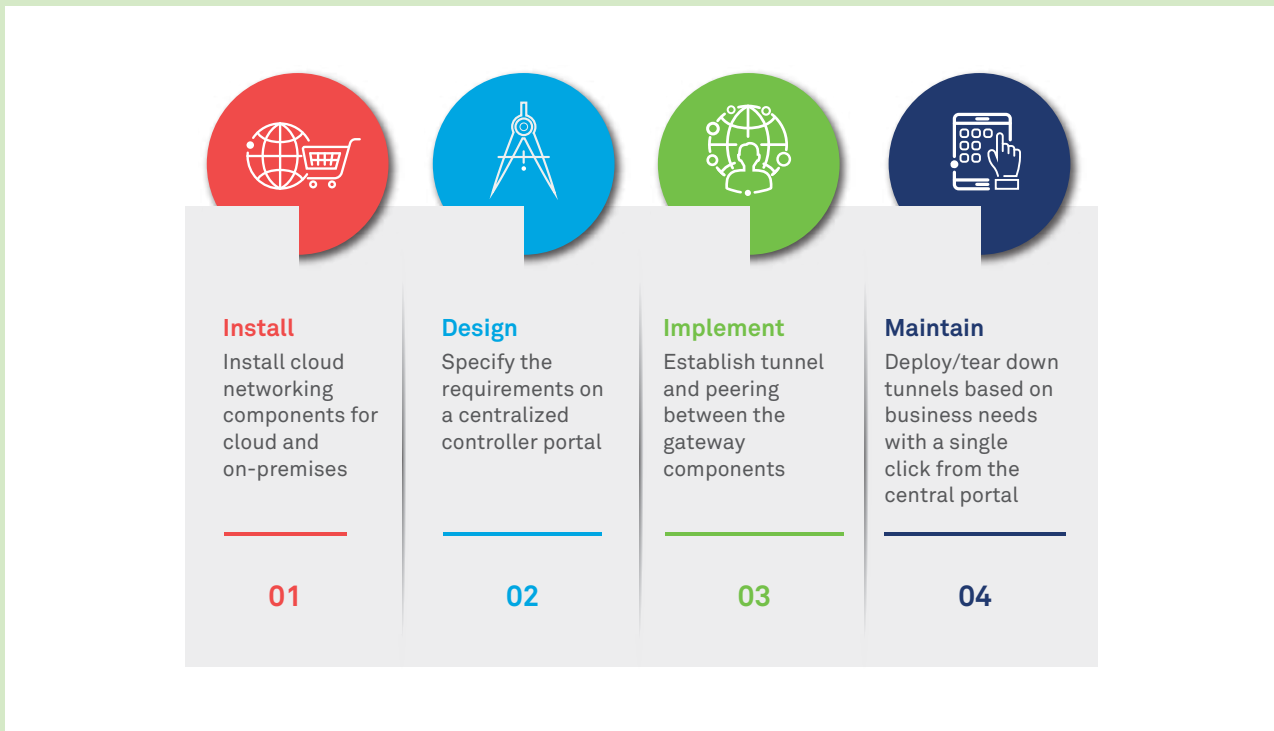 Install
Install cloud
networking
components for
cloud and
on-premises
01
Design
Specify the
requirements on
a centralized
controller portal
02
Implement
Establish tunnel
and peering
between the
gateway
components
03
Maintain
Deploy/tear down
tunnels based on
business needs
with a single
click from the
central portal
04